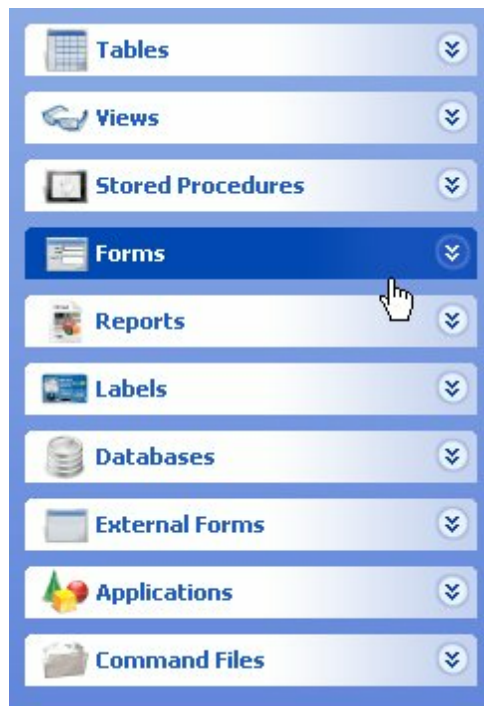 Tables
Views
Stored Procedures
Forms
Reports
Labels
Databases
External Forms
Applications
Command Files